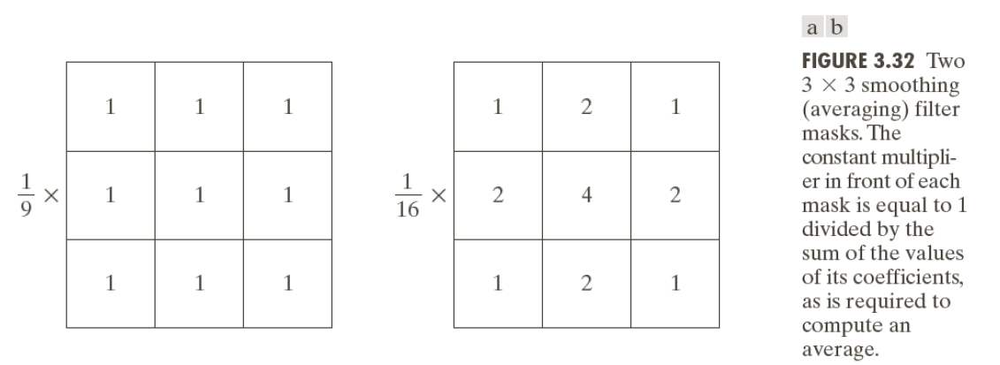 a b
FIGURE 3.32 Two
3 × 3 smoothing
(averaging) filter
masks. The
constant multipli-
er in front of each
mask is equal to 1
divided by the
sum of the values
of its coefficients,
as is required to
compute an
average.
1/9 ×
1 1 1
1 1 1
1 1 1
1/16 ×
1 2 1
2 4 2
1 2 1